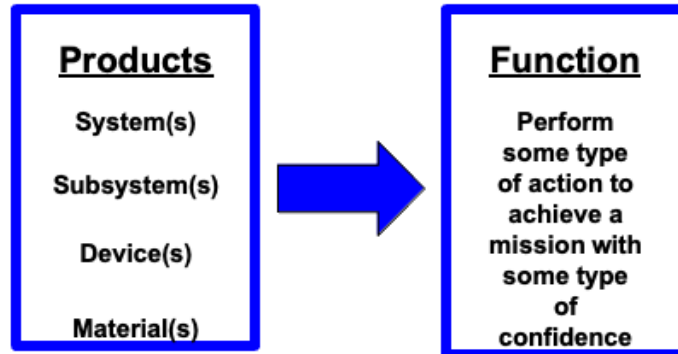 Products
System(s)
Subsystem(s)
Device(s)
Material(s)
Function
Perform
some type
of action to
achieve a
mission with
some type
of
confidence